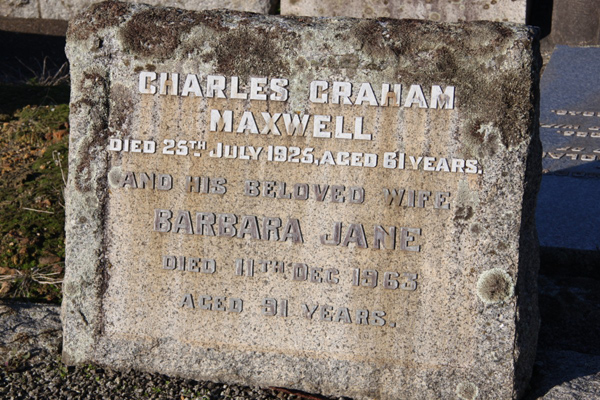 CHARLES GRAHAM
MAXWELL
DIED 25TH JULY 1925, AGED 61 YEARS.
AND HIS BELOVED WIFE
BARBARA JANE
DIED 11TH DEC 1963
AGED 91 YEARS.